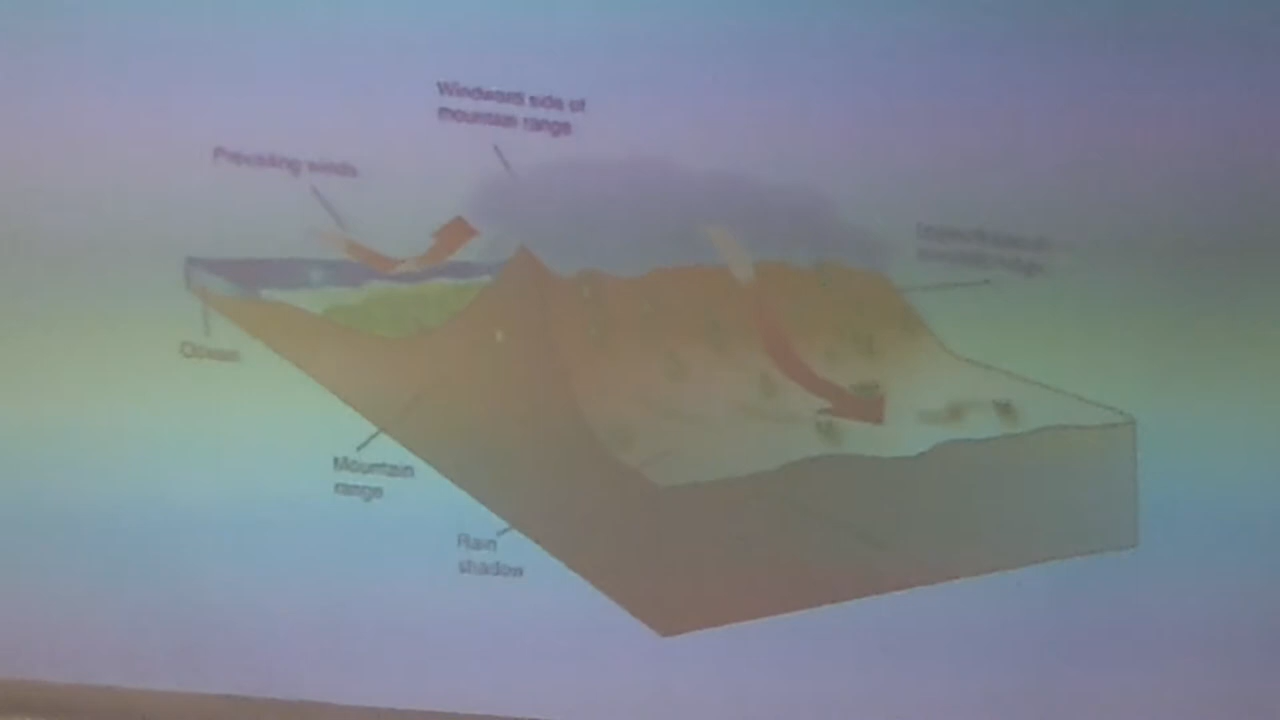 Windward side of
mountain range
Prevailing winds
Ocean
Mountain
range
Rain
shadow